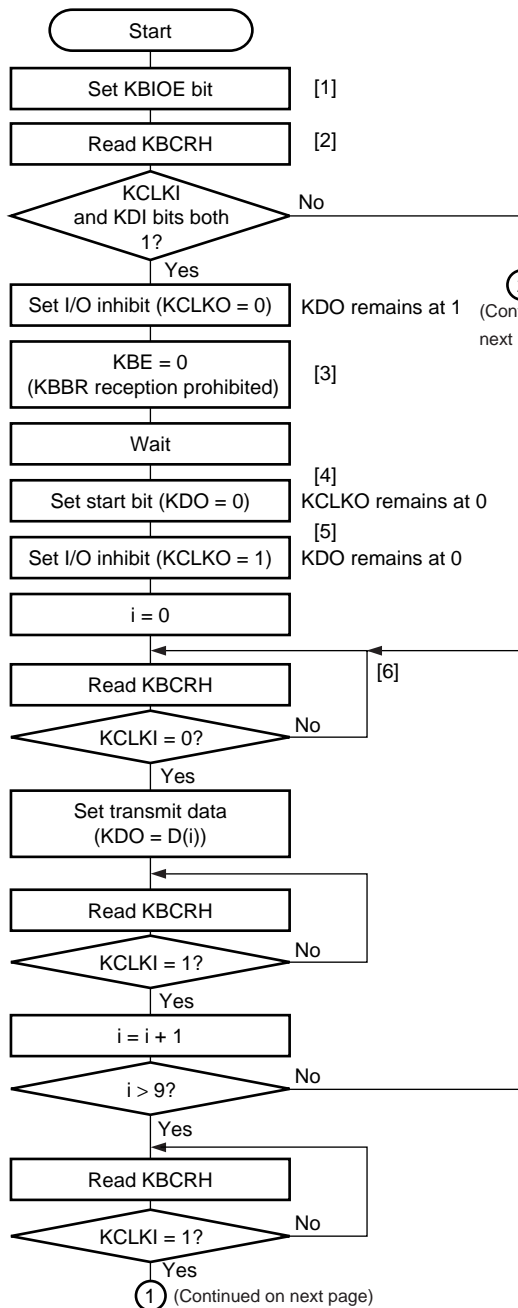 Start
Set KBIOE bit
[1]
Read KBCRH
[2]
KCLKI
and KDI bits both
1?
No
Yes
Set I/O inhibit (KCLKO = 0)
KDO remains at 1
next
KBE = 0
(KBBR reception prohibited)
[3]
Wait
[4]
Set start bit (KDO = 0)
KCLKO remains at 0
[5]
Set I/O inhibit (KCLKO = 1)
KDO remains at 0
i = 0
[6]
Read KBCRH
KCLKI = 0?
No
Yes
Set transmit data
(KDO = D(i))
Read KBCRH
KCLKI = 1?
No
Yes
i = i + 1
i > 9?
No
Yes
Read KBCRH
KCLKI = 1?
No
Yes
1 (Continued on next page)